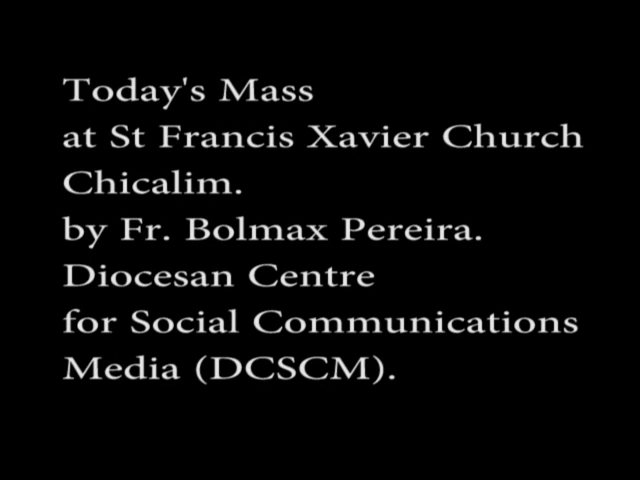 Today's Mass
at St Francis Xavier Church
Chicalim.
by Fr. Bolmax Pereira.
Diocesan Centre
for Social Communications
Media (DCSCM).